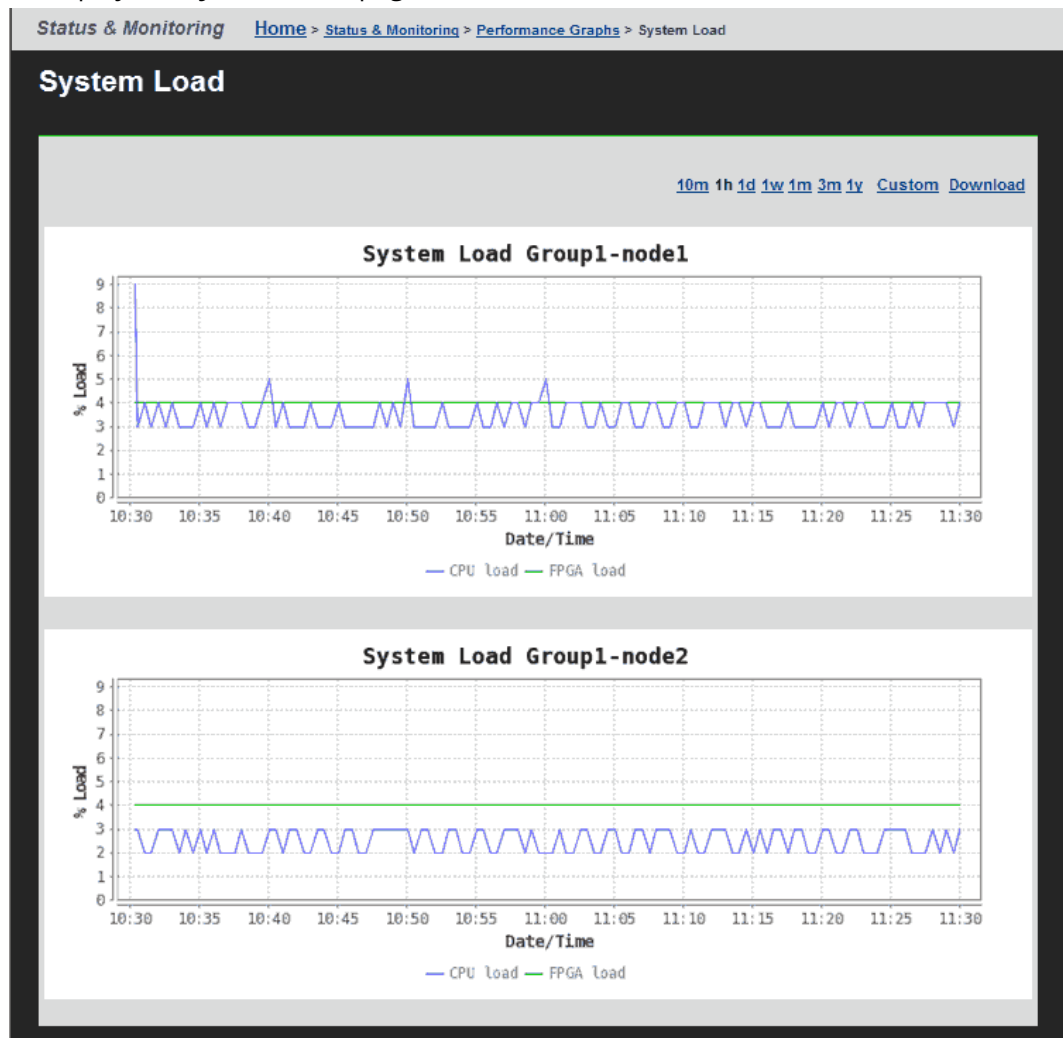 Status & Monitoring Home > Status & Monitoring > Performance Graphs > System Load
System Load
10m 1h 1d 1w 1m 3m 1y Custom Download
System Load Group1-node1
% Load
9
8
7
6
5
4
3
2
1
0
10:30 10:35 10:40 10:45 10:50 10:55 11:00 11:05 11:10 11:15 11:20 11:25 11:30
Date/Time
CPU load FPGA load
System Load Group1-node2
% Load
9
8
7
6
5
4
3
2
1
0
10:30 10:35 10:40 10:45 10:50 10:55 11:00 11:05 11:10 11:15 11:20 11:25 11:30
Date/Time
CPU load FPGA load